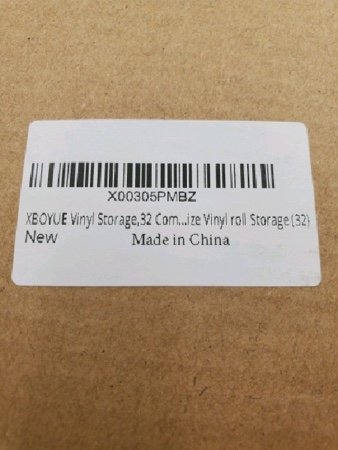 X00305PMBZ
XBOYUE Vinyl Storage,32 Com...ize Vinyl roll Storage (32)
New Made in China